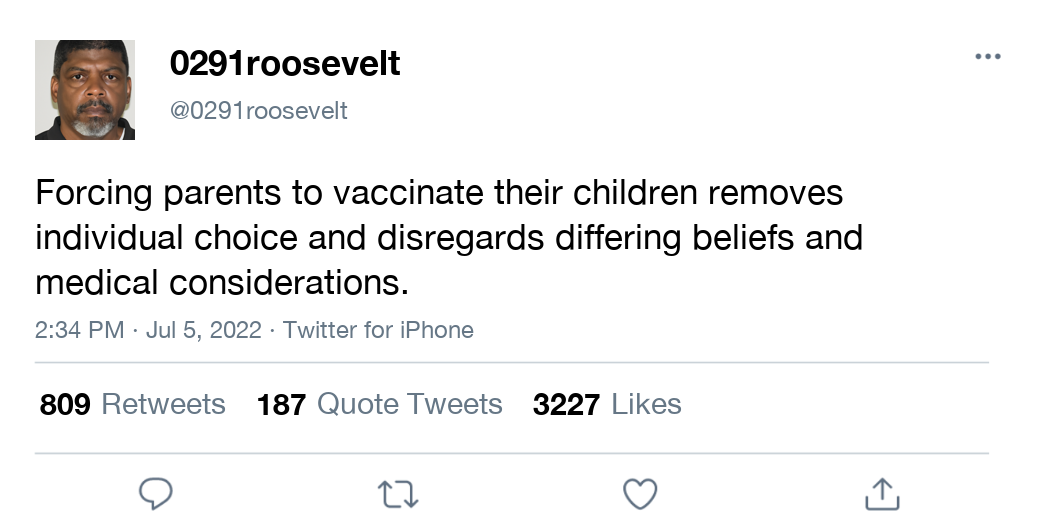 0291roosevelt
@0291roosevelt
Forcing parents to vaccinate their children removes
individual choice and disregards differing beliefs and
medical considerations.
2:34 PM · Jul 5, 2022 · Twitter for iPhone
809 Retweets 187 Quote Tweets 3227 Likes